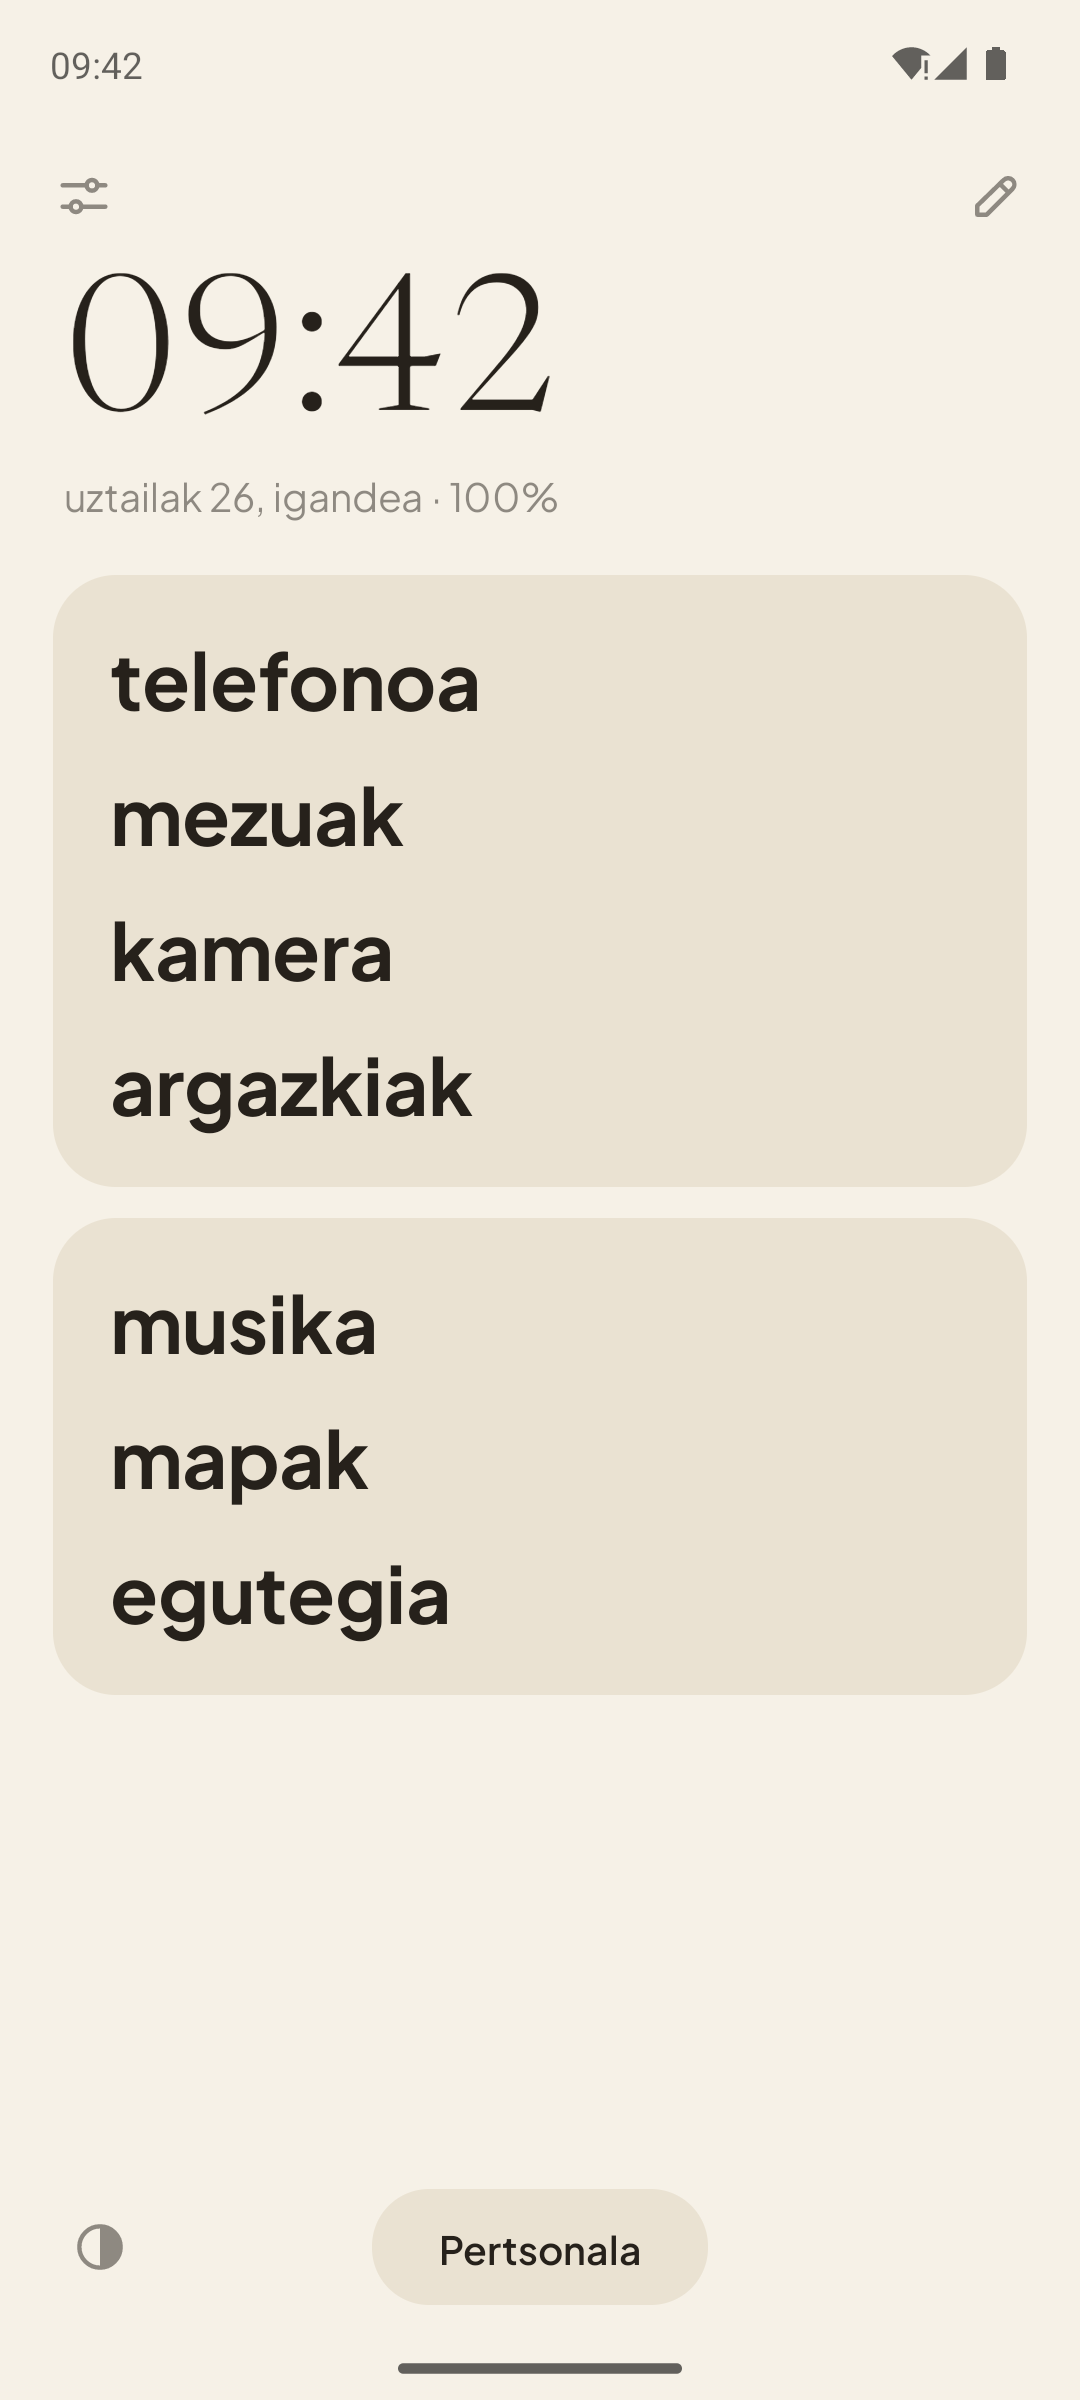 09:42
09:42
uztailak 26, igandea · 100%
telefonoa
mezuak
kamera
argazkiak
musika
mapak
egutegia
Pertsonala